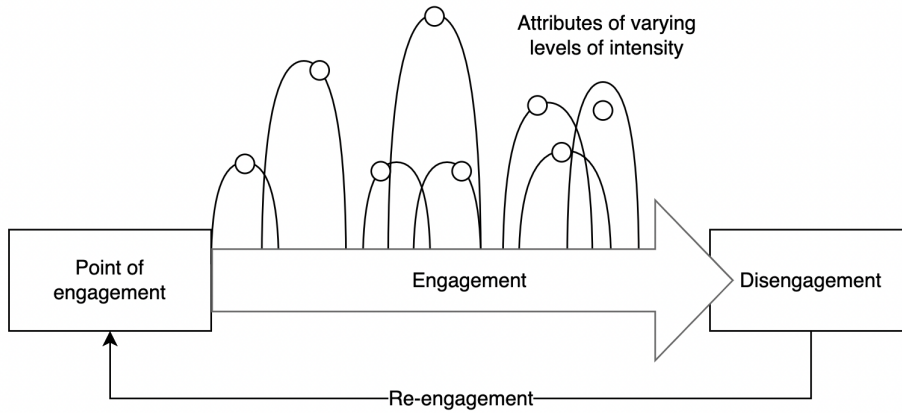 Attributes of varying
levels of intensity
Point of
engagement
Engagement
Disengagement
Re-engagement